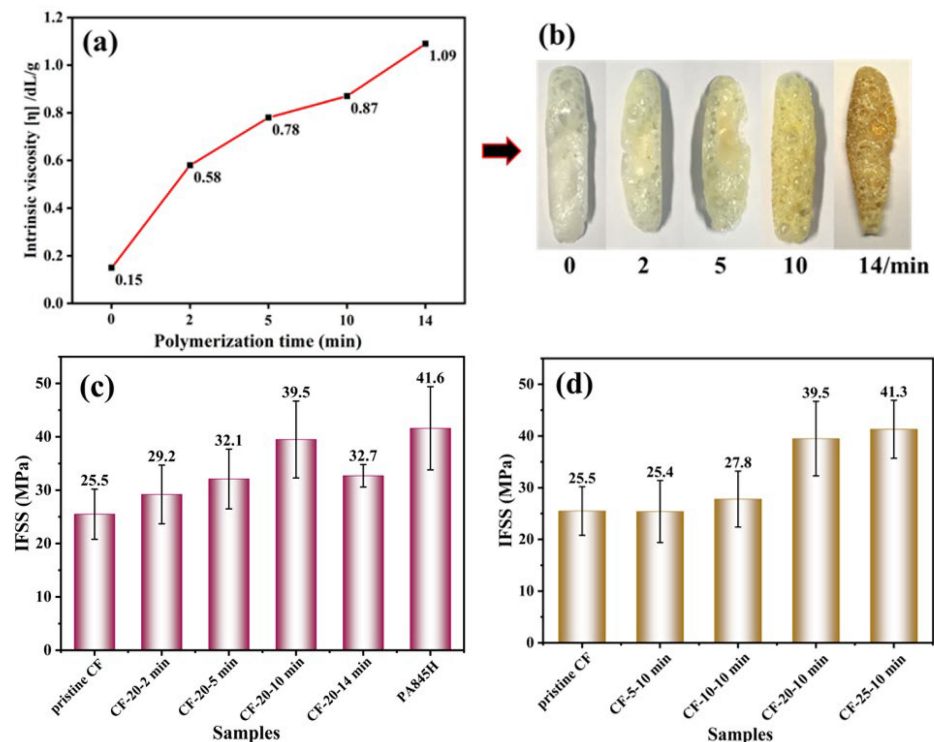 (a)
Intrinsic viscosity [η] /dL/g
1.2
1.0
0.8
0.6
0.4
0.2
0.0
0.15
0.58
0.78
0.87
1.09
0
2
5
10
14
Polymerization time (min)
(b)
0
2
5
10
14/min
(c)
IFSS (MPa)
50
40
30
20
10
0
25.5
29.2
32.1
39.5
32.7
41.6
pristine CF
CF-20-2 min
CF-20-5 min
CF-20-10 min
CF-20-14 min
PA845H
Samples
(d)
IFSS (MPa)
50
40
30
20
10
0
25.5
25.4
27.8
39.5
41.3
pristine CF
CF-5-10 min
CF-10-10 min
CF-20-10 min
CF-25-10 min
Samples